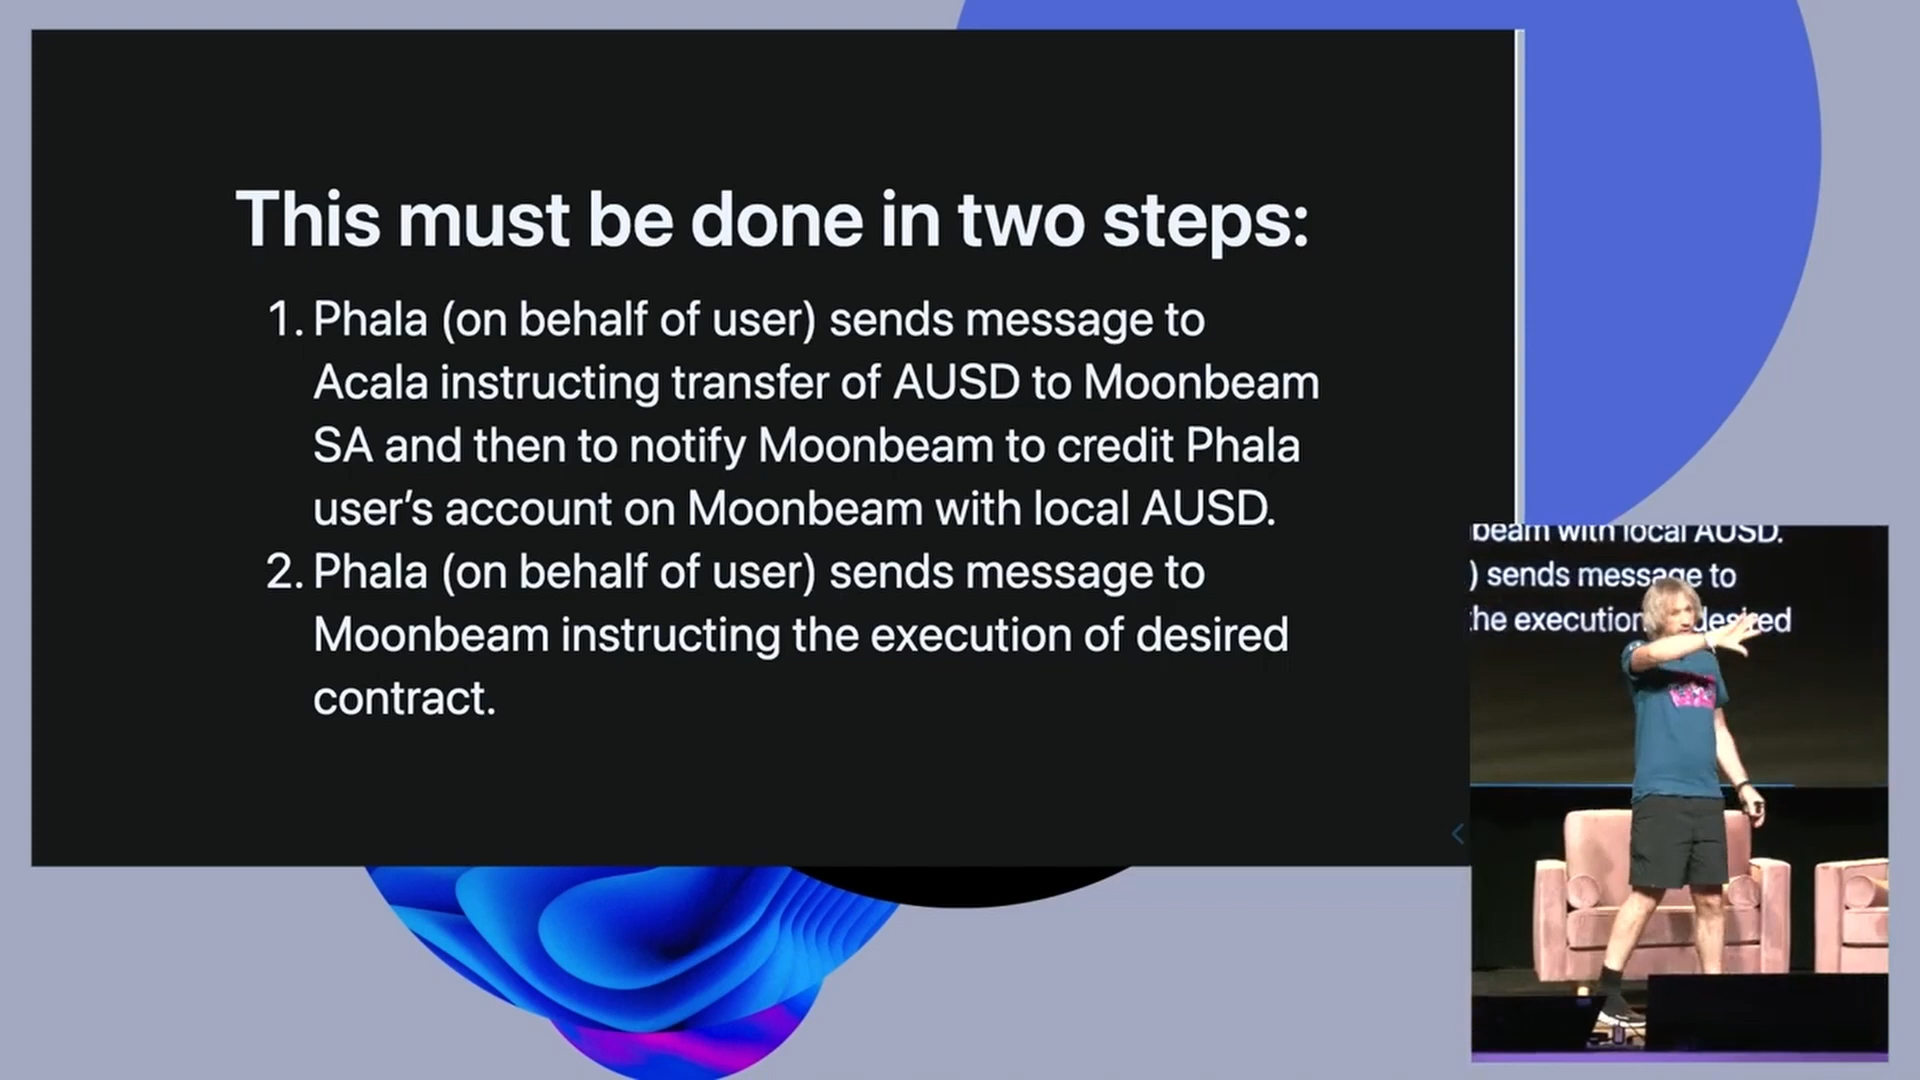 This must be done in two steps:
1. Phala (on behalf of user) sends message to
Acala instructing transfer of AUSD to Moonbeam
SA and then to notify Moonbeam to credit Phala
user’s account on Moonbeam with local AUSD.
2. Phala (on behalf of user) sends message to
Moonbeam instructing the execution of desired
contract.
beam with local AUSD.
) sends message to
the execution desired